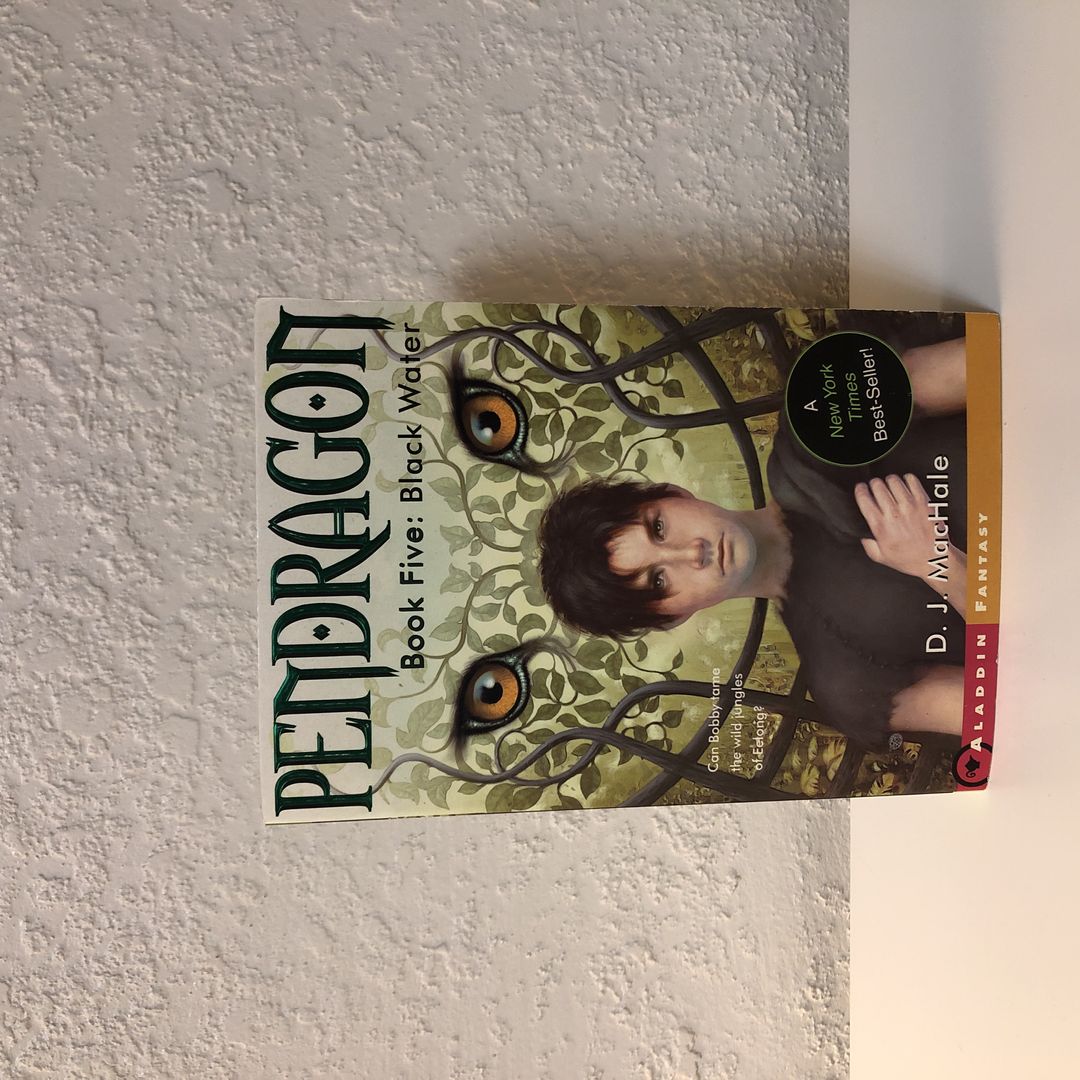 PENDRAGON
Book Five: Black Water
Can Bobby tame
the wild jungles
of Eelong?
A
New York
Times
Best-Seller!
D. J. MacHale
ALADDIN FANTASY